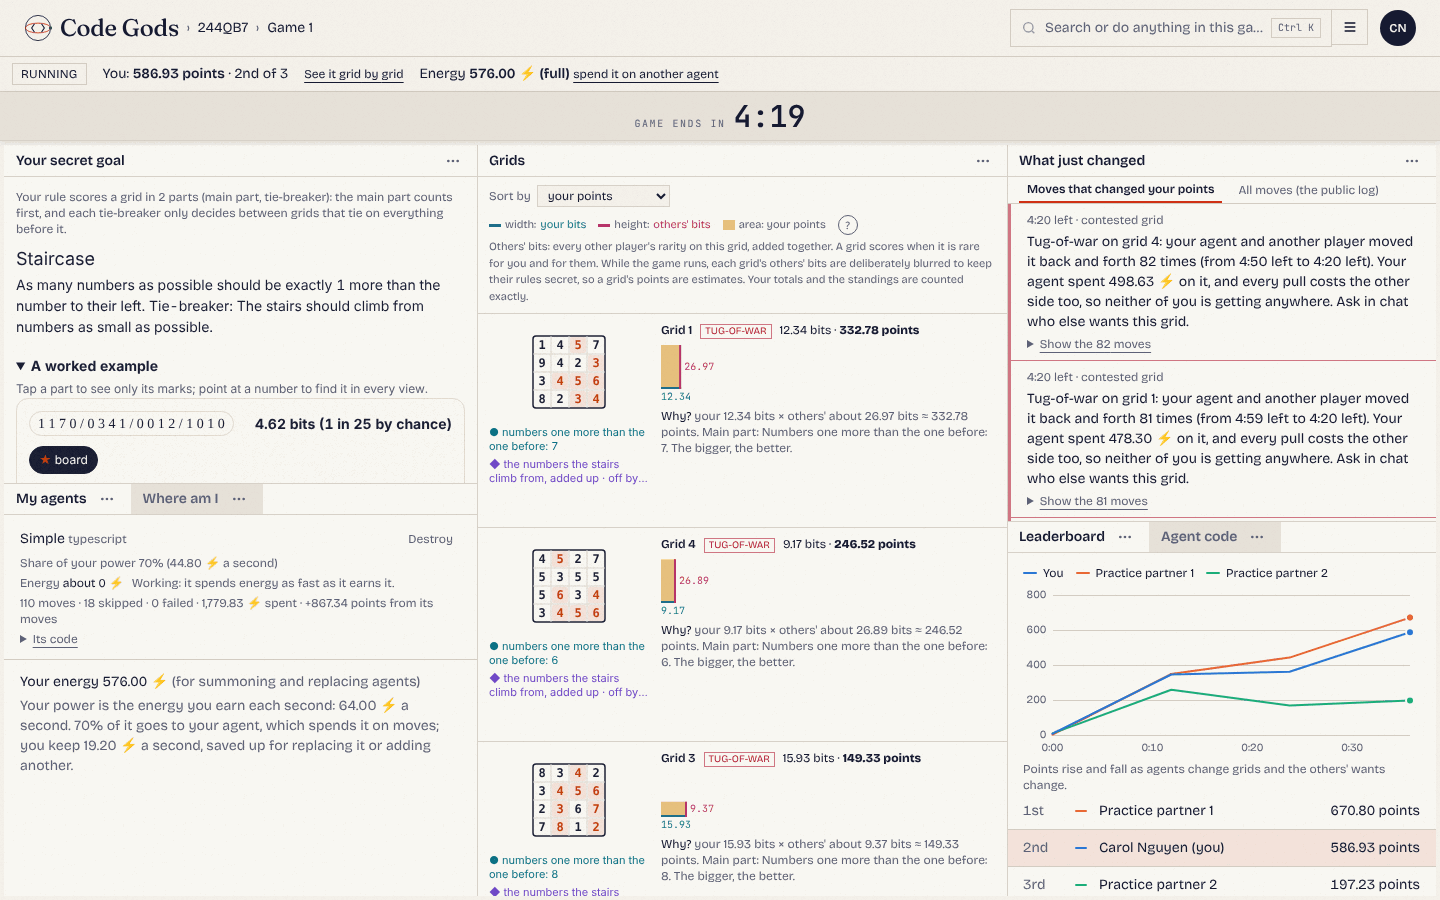 Code Gods › 244QB7 › Game 1
Search or do anything in this ga… Ctrl K ☰ CN
RUNNING You: 586.93 points · 2nd of 3 See it grid by grid Energy 576.00 ⚡ (full) spend it on another agent
GAME ENDS IN 4:19
Your secret goal ···
Your rule scores a grid in 2 parts (main part, tie-breaker): the main part counts
first, and each tie-breaker only decides between grids that tie on everything
before it.
Staircase
As many numbers as possible should be exactly 1 more than the
number to their left. Tie-breaker: The stairs should climb from
numbers as small as possible.
▼ A worked example
Tap a part to see only its marks; point at a number to find it in every view.
1170/0341/0012/1010 4.62 bits (1 in 25 by chance)
★ board
My agents ··· Where am I ···
Simple typescript Destroy
Share of your power 70% (44.80 ⚡ a second)
Energy about 0 ⚡ Working: it spends energy as fast as it earns it.
110 moves · 18 skipped · 0 failed · 1,779.83 ⚡ spent · +867.34 points from its
moves
▶ Its code
Your energy 576.00 ⚡ (for summoning and replacing agents)
Your power is the energy you earn each second: 64.00 ⚡ a
second. 70% of it goes to your agent, which spends it on moves;
you keep 19.20 ⚡ a second, saved up for replacing it or adding
another.
Grids ···
Sort by your points
width: your bits height: others' bits area: your points ?
Others' bits: every other player's rarity on this grid, added together. A grid scores when it is rare
for you and for them. While the game runs, each grid's others' bits are deliberately blurred to keep
their rules secret, so a grid's points are estimates. Your totals and the standings are counted
exactly.
1 4 5 7
9 4 2 3
3 4 5 6
8 2 3 4
● numbers one more than the
one before: 7
◆ the numbers the stairs
climb from, added up · off by…
Grid 1 TUG-OF-WAR 12.34 bits · 332.78 points
26.97
12.34
Why? your 12.34 bits × others' about 26.97 bits ≈ 332.78
points. Main part: Numbers one more than the one before:
7. The bigger, the better.
4 5 2 7
5 3 5 5
5 6 3 4
3 4 5 6
● numbers one more than the
one before: 6
◆ the numbers the stairs
climb from, added up · off by…
Grid 4 TUG-OF-WAR 9.17 bits · 246.52 points
26.89
9.17
Why? your 9.17 bits × others' about 26.89 bits ≈ 246.52
points. Main part: Numbers one more than the one before:
6. The bigger, the better.
8 3 4 2
3 4 5 6
2 3 6 7
7 8 1 2
● numbers one more than the
one before: 8
◆ the numbers the stairs
Grid 3 TUG-OF-WAR 15.93 bits · 149.33 points
9.37
15.93
Why? your 15.93 bits × others' about 9.37 bits ≈ 149.33
points. Main part: Numbers one more than the one before:
8. The bigger, the better.
What just changed ···
Moves that changed your points All moves (the public log)
4:20 left · contested grid
Tug-of-war on grid 4: your agent and another player moved
it back and forth 82 times (from 4:50 left to 4:20 left). Your
agent spent 498.63 ⚡ on it, and every pull costs the other
side too, so neither of you is getting anywhere. Ask in chat
who else wants this grid.
▶ Show the 82 moves
4:20 left · contested grid
Tug-of-war on grid 1: your agent and another player moved
it back and forth 81 times (from 4:59 left to 4:20 left). Your
agent spent 478.30 ⚡ on it, and every pull costs the other
side too, so neither of you is getting anywhere. Ask in chat
who else wants this grid.
▶ Show the 81 moves
Leaderboard ··· Agent code ···
You Practice partner 1 Practice partner 2
800
600
400
200
0
0:00 0:10 0:20 0:30
Points rise and fall as agents change grids and the others' wants
change.
1st Practice partner 1 670.80 points
2nd Carol Nguyen (you) 586.93 points
3rd Practice partner 2 197.23 points